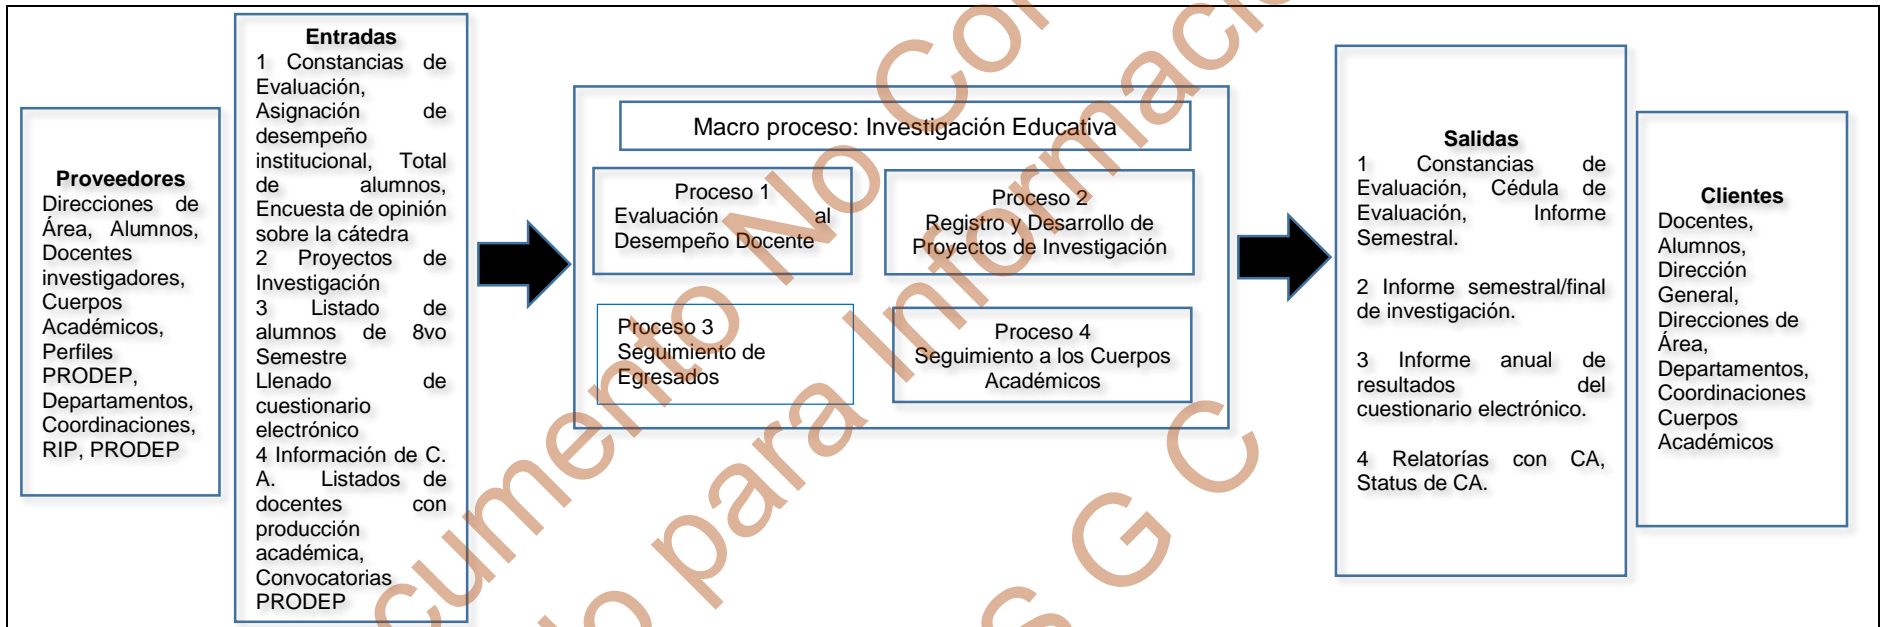 Proveedores
Direcciones de
Área, Alumnos,
Docentes
investigadores,
Cuerpos
Académicos,
Perfiles
PRODEP,
Departamentos,
Coordinaciones,
RIP, PRODEP
Entradas
1 Constancias de
Evaluación,
Asignación de
desempeño
institucional, Total
de alumnos,
Encuesta de opinión
sobre la cátedra
2 Proyectos de
Investigación
3 Listado de
alumnos de 8vo
Semestre
Llenado de
cuestionario
electrónico
4 Información de C.
A. Listados de
docentes con
producción
académica,
Convocatorias
PRODEP
Macro proceso: Investigación Educativa
Proceso 1
Evaluación al
Desempeño Docente
Proceso 2
Registro y Desarrollo de
Proyectos de Investigación
Proceso 3
Seguimiento de
Egresados
Proceso 4
Seguimiento a los Cuerpos
Académicos
Salidas
1 Constancias de
Evaluación, Cédula de
Evaluación, Informe
Semestral.
2 Informe semestral/final
de investigación.
3 Informe anual de
resultados del
cuestionario electrónico.
4 Relatorías con CA,
Status de CA.
Clientes
Docentes,
Alumnos,
Dirección
General,
Direcciones de
Área,
Departamentos,
Coordinaciones
Cuerpos
Académicos
cumento No Co
o para Informaci
S G C